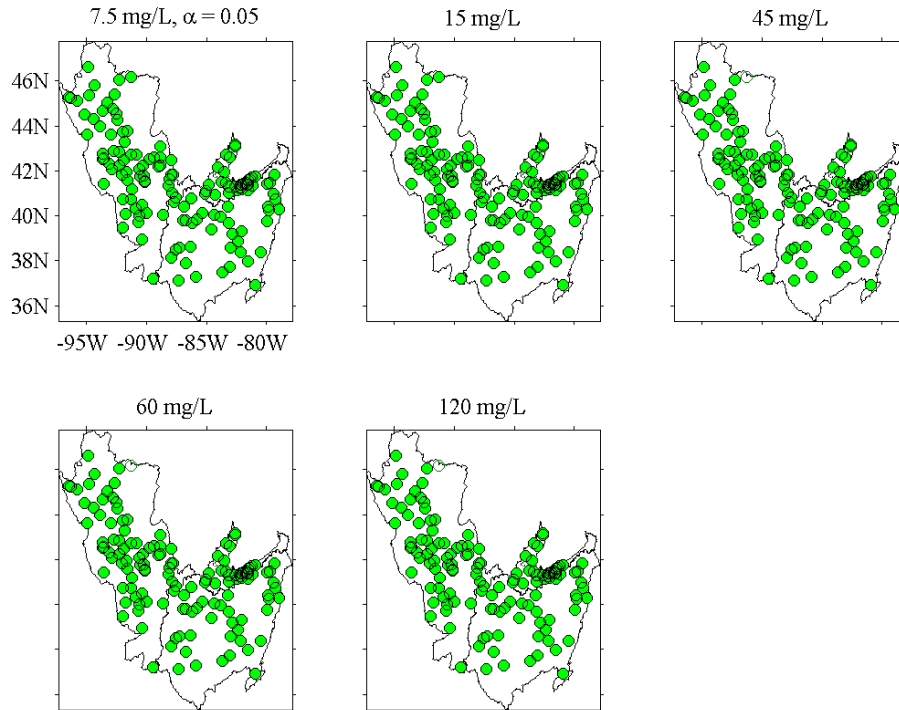 7.5 mg/L, α = 0.05
15 mg/L
45 mg/L
46N
44N
42N
40N
38N
36N
-95W -90W -85W -80W
60 mg/L
120 mg/L